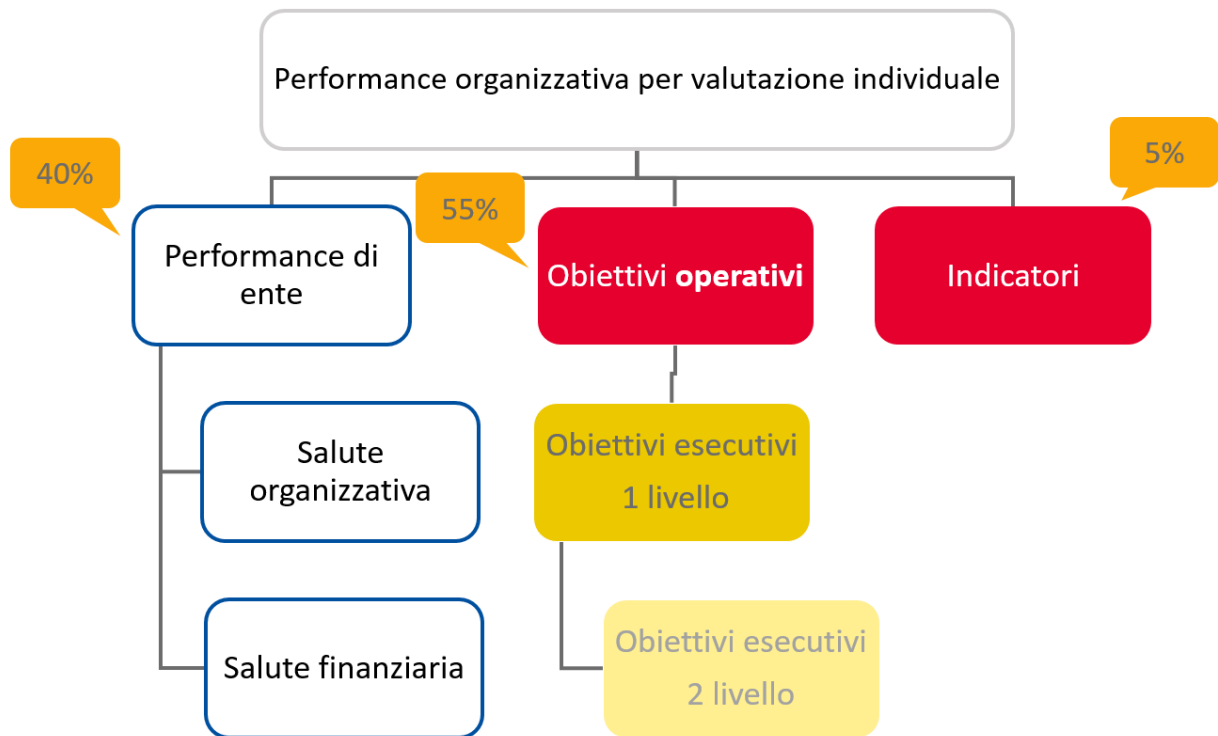 Performance organizzativa per valutazione individuale
40%
55%
5%
Performance di
ente
Obiettivi operativi
Indicatori
Salute
organizzativa
Obiettivi esecutivi
1 livello
Salute finanziaria
Obiettivi esecutivi
2 livello